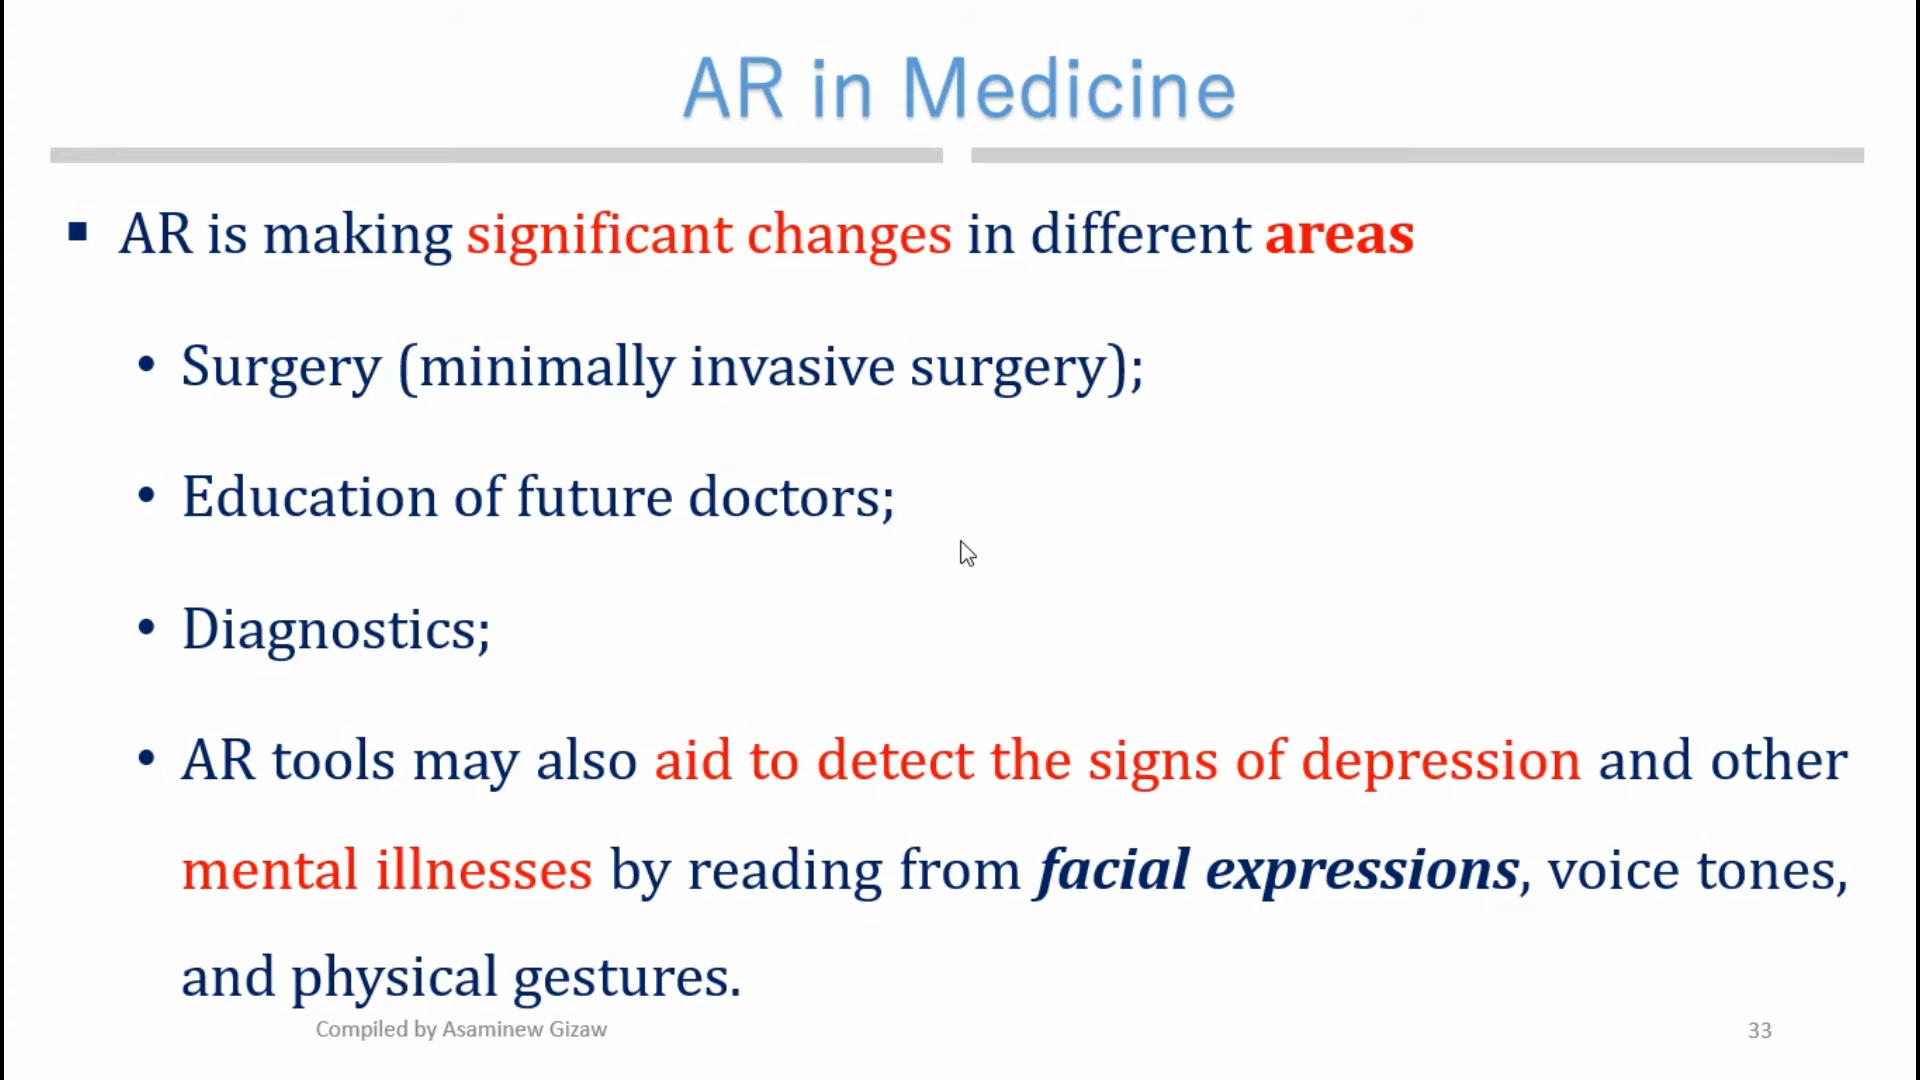 AR in Medicine
▪ AR is making significant changes in different areas
• Surgery (minimally invasive surgery);
• Education of future doctors;
• Diagnostics;
• AR tools may also aid to detect the signs of depression and other
mental illnesses by reading from facial expressions, voice tones,
and physical gestures.
Compiled by Asaminew Gizaw
33